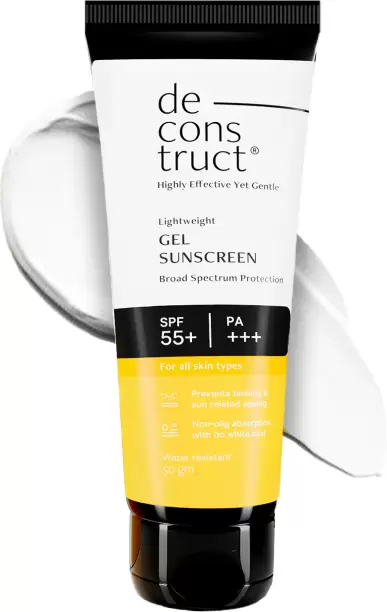 de
cons
truct®
Highly Effective Yet Gentle
Lightweight
GEL
SUNSCREEN
Broad Spectrum Protection
SPF
55+
PA
+++
For all skin types
Prevents tanning &
sun related ageing
Non-oily absorption
with no white cast
Water resistant
50 gm